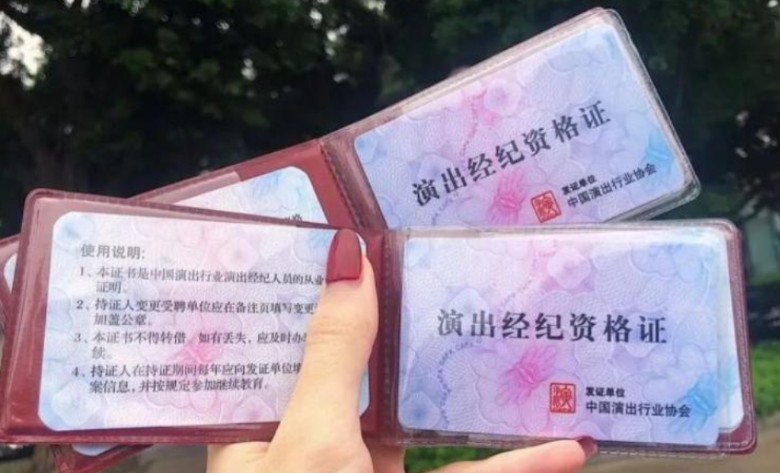 演出经纪资格证
发证单位
中国演出行业协会
使用说明:
1、本证书是中国演出行业演出经纪人员的从业
证明。
2、持证人变更受聘单位应在备注页填写变更
加盖公章。
3、本证书不得转借,如有丢失,应及时办
续。
4、持证人在持证期间每年应向发证单位填
案信息,并按规定参加继续教育。
演出经纪资格证
演
发证单位
中国演出行业协会